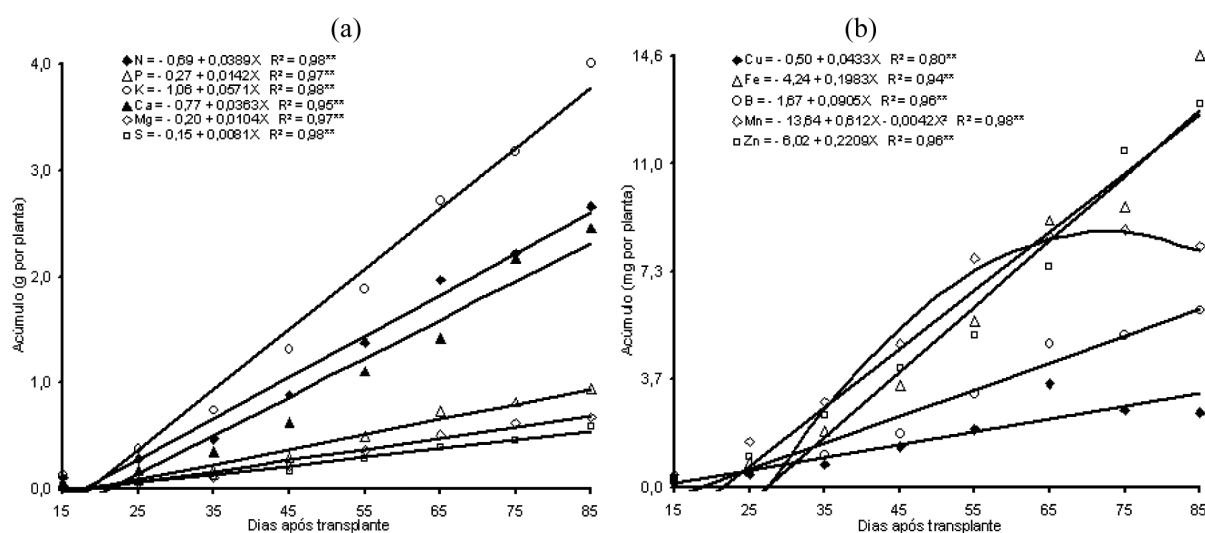 (a)
N = - 0,69 + 0,0389X R² = 0,98**
P = - 0,27 + 0,0142X R² = 0,97**
K = - 1,06 + 0,0571X R² = 0,98**
Ca = - 0,77 + 0,0363X R² = 0,95**
Mg = - 0,20 + 0,0104X R² = 0,97**
S = - 0,15 + 0,0081X R² = 0,98**
4,0
3,0
2,0
1,0
0,0
Acúmulo (g por planta)
15 25 35 45 55 65 75 85
Dias após transplante
(b)
Cu = - 0,50 + 0,0433X R² = 0,80**
Fe = - 4,24 + 0,1983X R² = 0,94**
B = - 1,67 + 0,0905X R² = 0,96**
Mn = - 13,64 + 0,612X - 0,0042X² R² = 0,98**
Zn = - 6,02 + 0,2209X R² = 0,96**
14,6
11,0
7,3
3,7
0,0
Acúmulo (mg por planta)
15 25 35 45 55 65 75 85
Dias após transplante